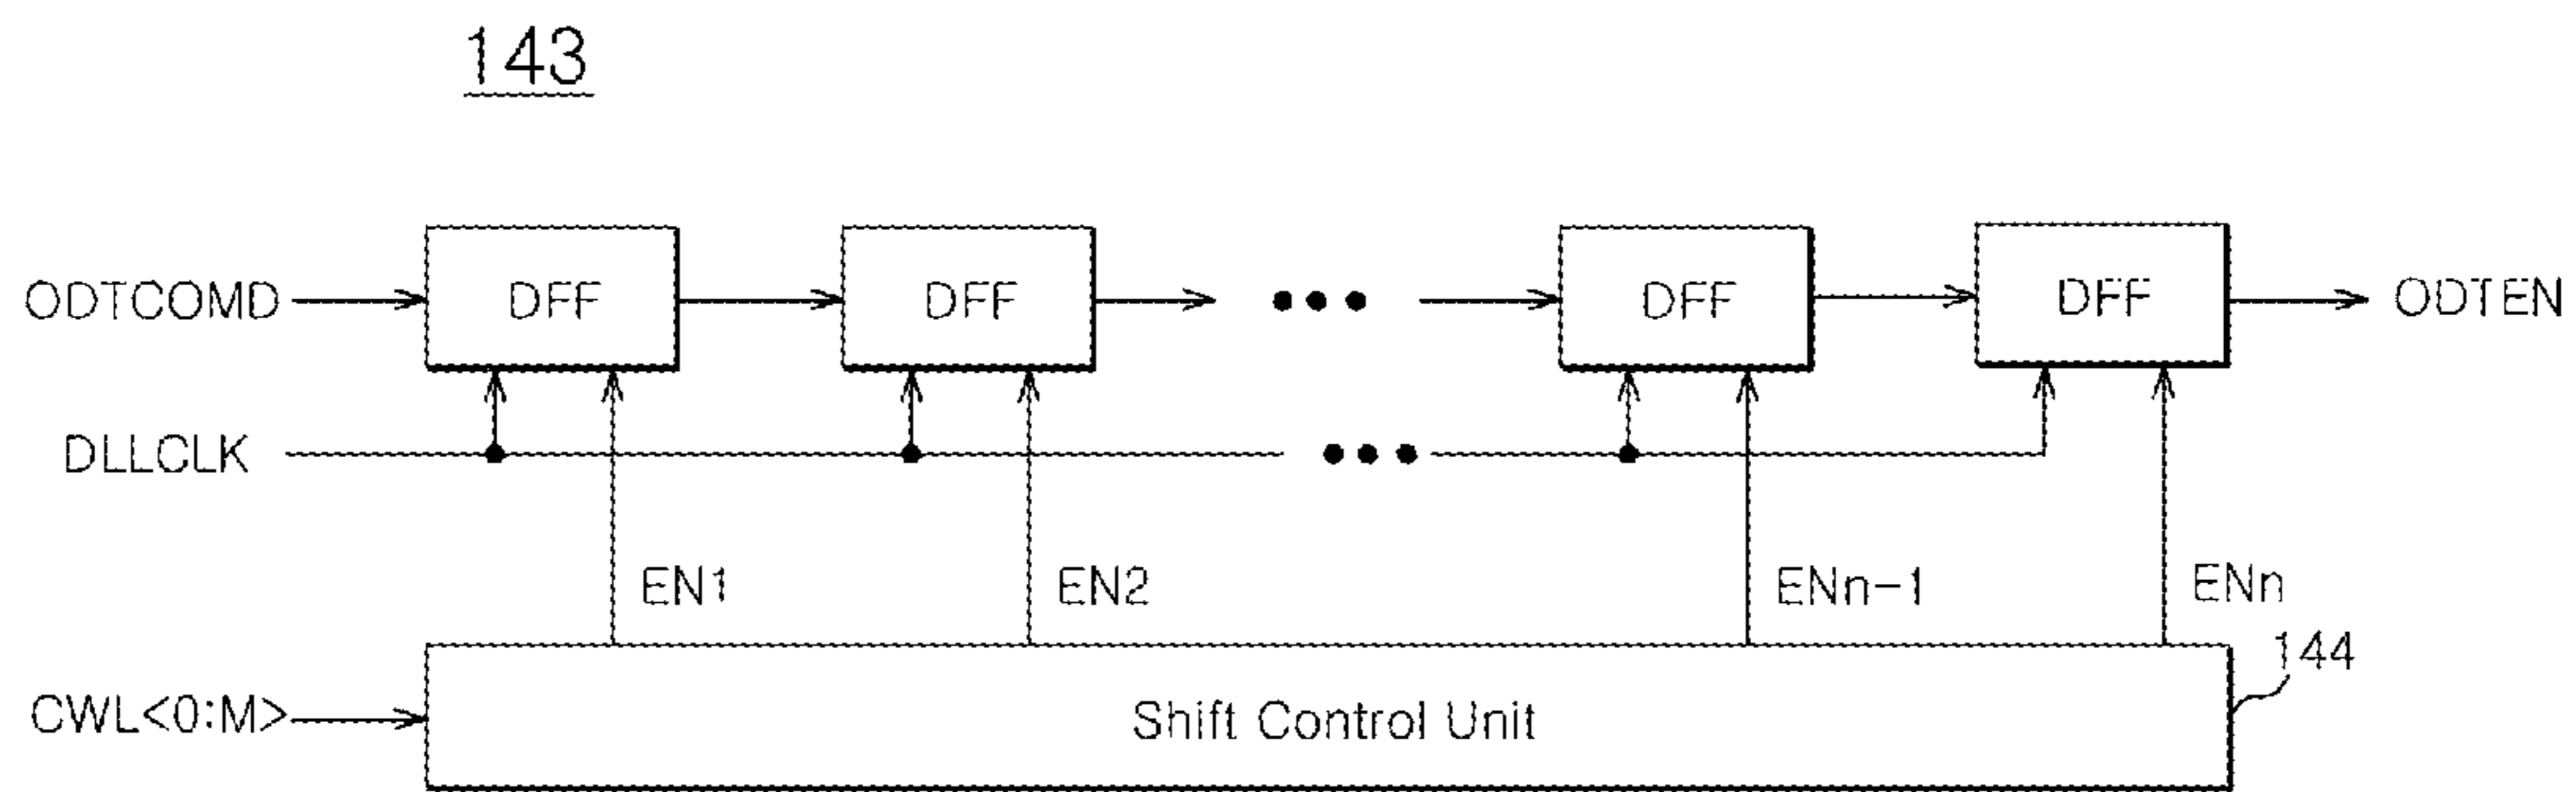 143
ODTCOMD DFF DFF DFF DFF ODTEN
DLLCLK
EN1 EN2 ENn-1 ENn
144
CWL<0:M> Shift Control Unit